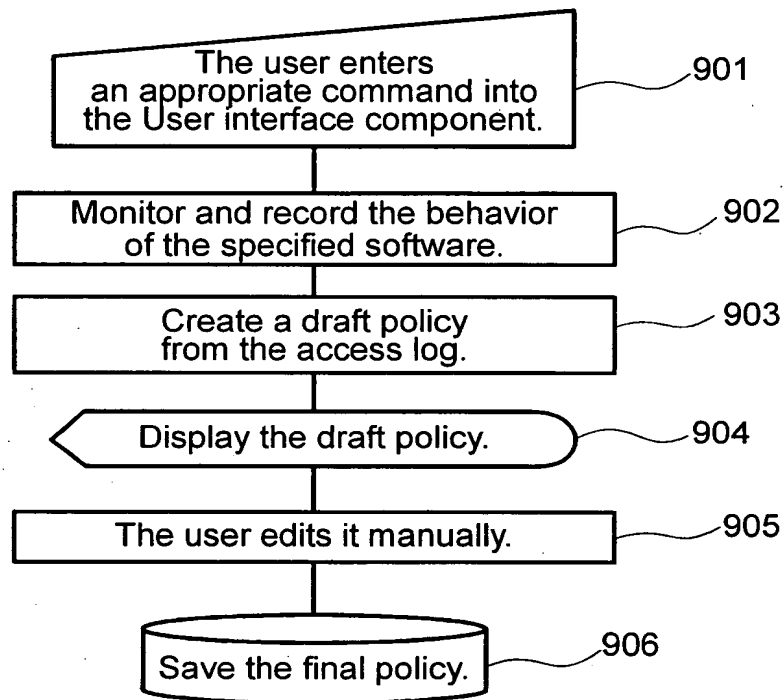 The user enters
an appropriate command into
the User interface component.
901
Monitor and record the behavior
of the specified software.
902
Create a draft policy
from the access log.
903
Display the draft policy.
904
The user edits it manually.
905
Save the final policy.
906